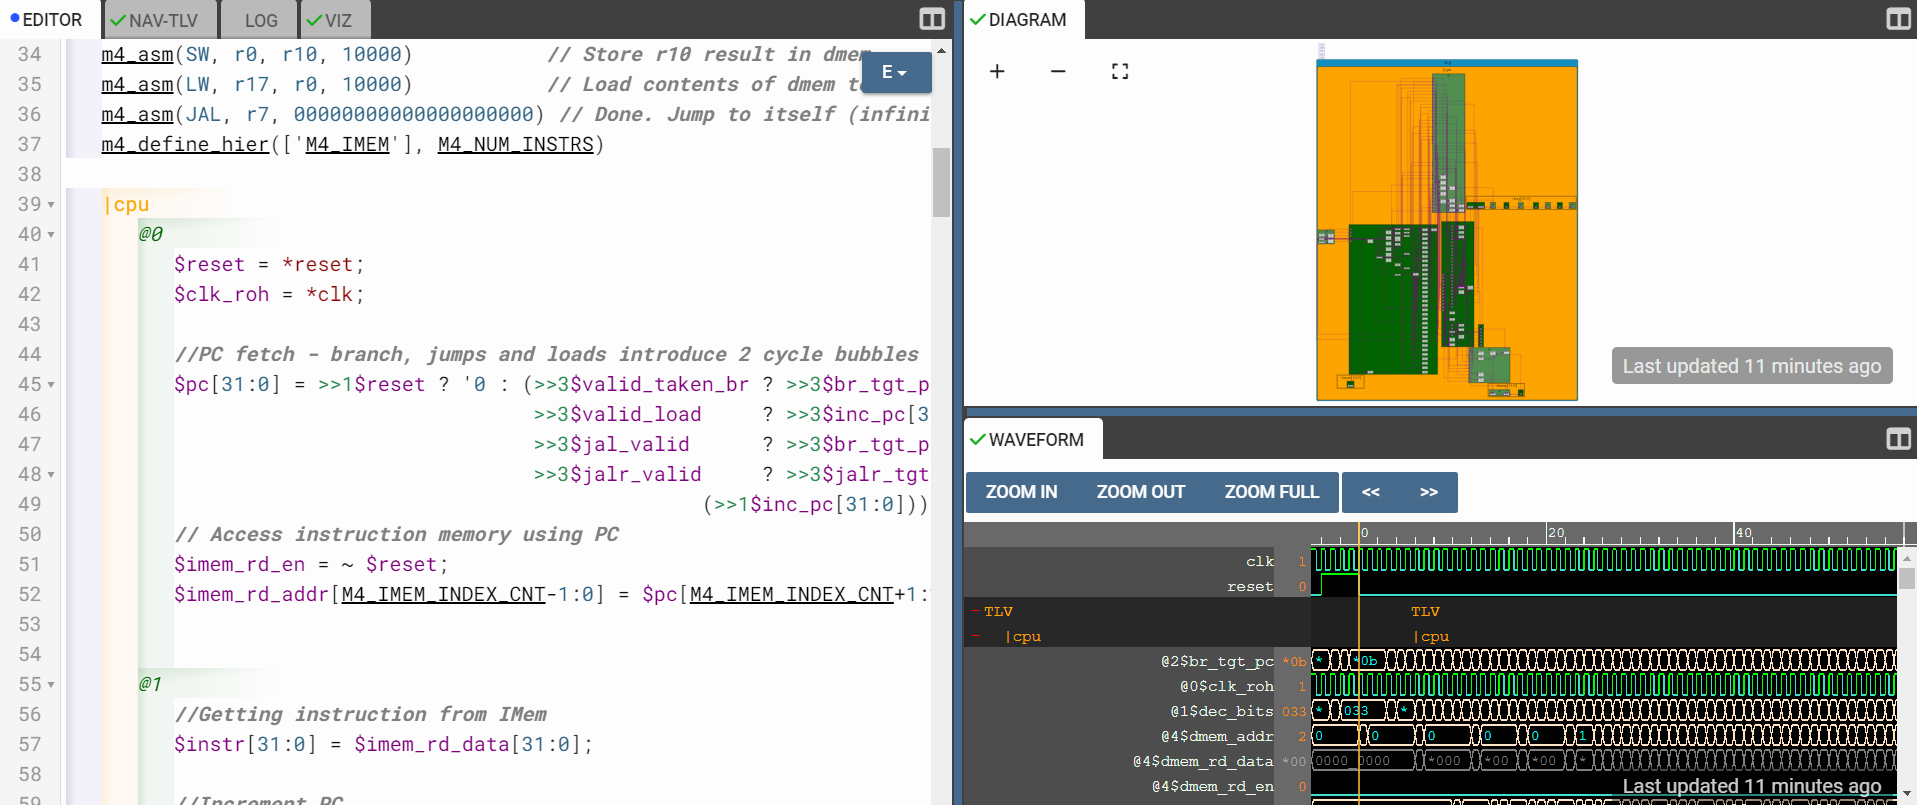 EDITOR
NAV-TLV
LOG
VIZ
34 m4_asm(SW, r0, r10, 10000) // Store r10 result in dmem
E
35 m4_asm(LW, r17, r0, 10000) // Load contents of dmem t
36 m4_asm(JAL, r7, 00000000000000000000) // Done. Jump to itself (infini
37 m4_define_hier(['M4_IMEM'], M4_NUM_INSTRS)
38
39 |cpu
40 @0
41 $reset = *reset;
42 $clk_roh = *clk;
43
44 //PC fetch - branch, jumps and loads introduce 2 cycle bubbles
45 $pc[31:0] = >>1$reset ? '0 : (>>3$valid_taken_br ? >>3$br_tgt_p
46 >>3$valid_load ? >>3$inc_pc[3
47 >>3$jal_valid ? >>3$br_tgt_p
48 >>3$jalr_valid ? >>3$jalr_tgt
49 (>>1$inc_pc[31:0]))
50 // Access instruction memory using PC
51 $imem_rd_en = ~ $reset;
52 $imem_rd_addr[M4_IMEM_INDEX_CNT-1:0] = $pc[M4_IMEM_INDEX_CNT+1:
53
54
55 @1
56 //Getting instruction from IMem
57 $instr[31:0] = $imem_rd_data[31:0];
58
59 //Increment PC
DIAGRAM
Last updated 11 minutes ago
WAVEFORM
ZOOM IN ZOOM OUT ZOOM FULL << >>
0 20 40
clk 1
reset 0
TLV TLV
|cpu |cpu
@2$br_tgt_pc *0b * *0b
@0$clk_roh 1
@1$dec_bits 033 * 033 *
@4$dmem_addr 2 0 0 0 0 0 1
@4$dmem_rd_data *00 0000_0000 *000 *00 *00 *
@4$dmem_rd_en 0
Last updated 11 minutes ago